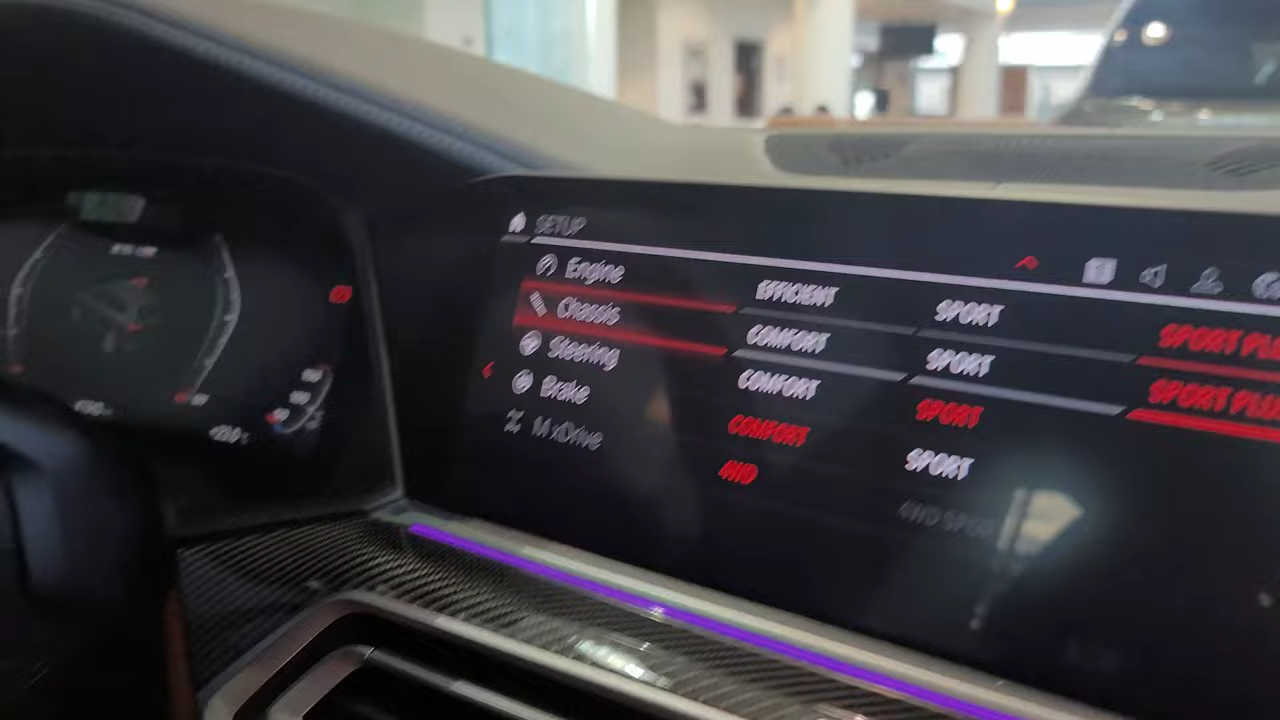 SETUP
Engine EFFICIENT SPORT SPORT PLU
Chassis COMFORT SPORT SPORT PLU
Steering COMFORT SPORT
Brake COMFORT SPORT
M xDrive 4WD 4WD SPORT